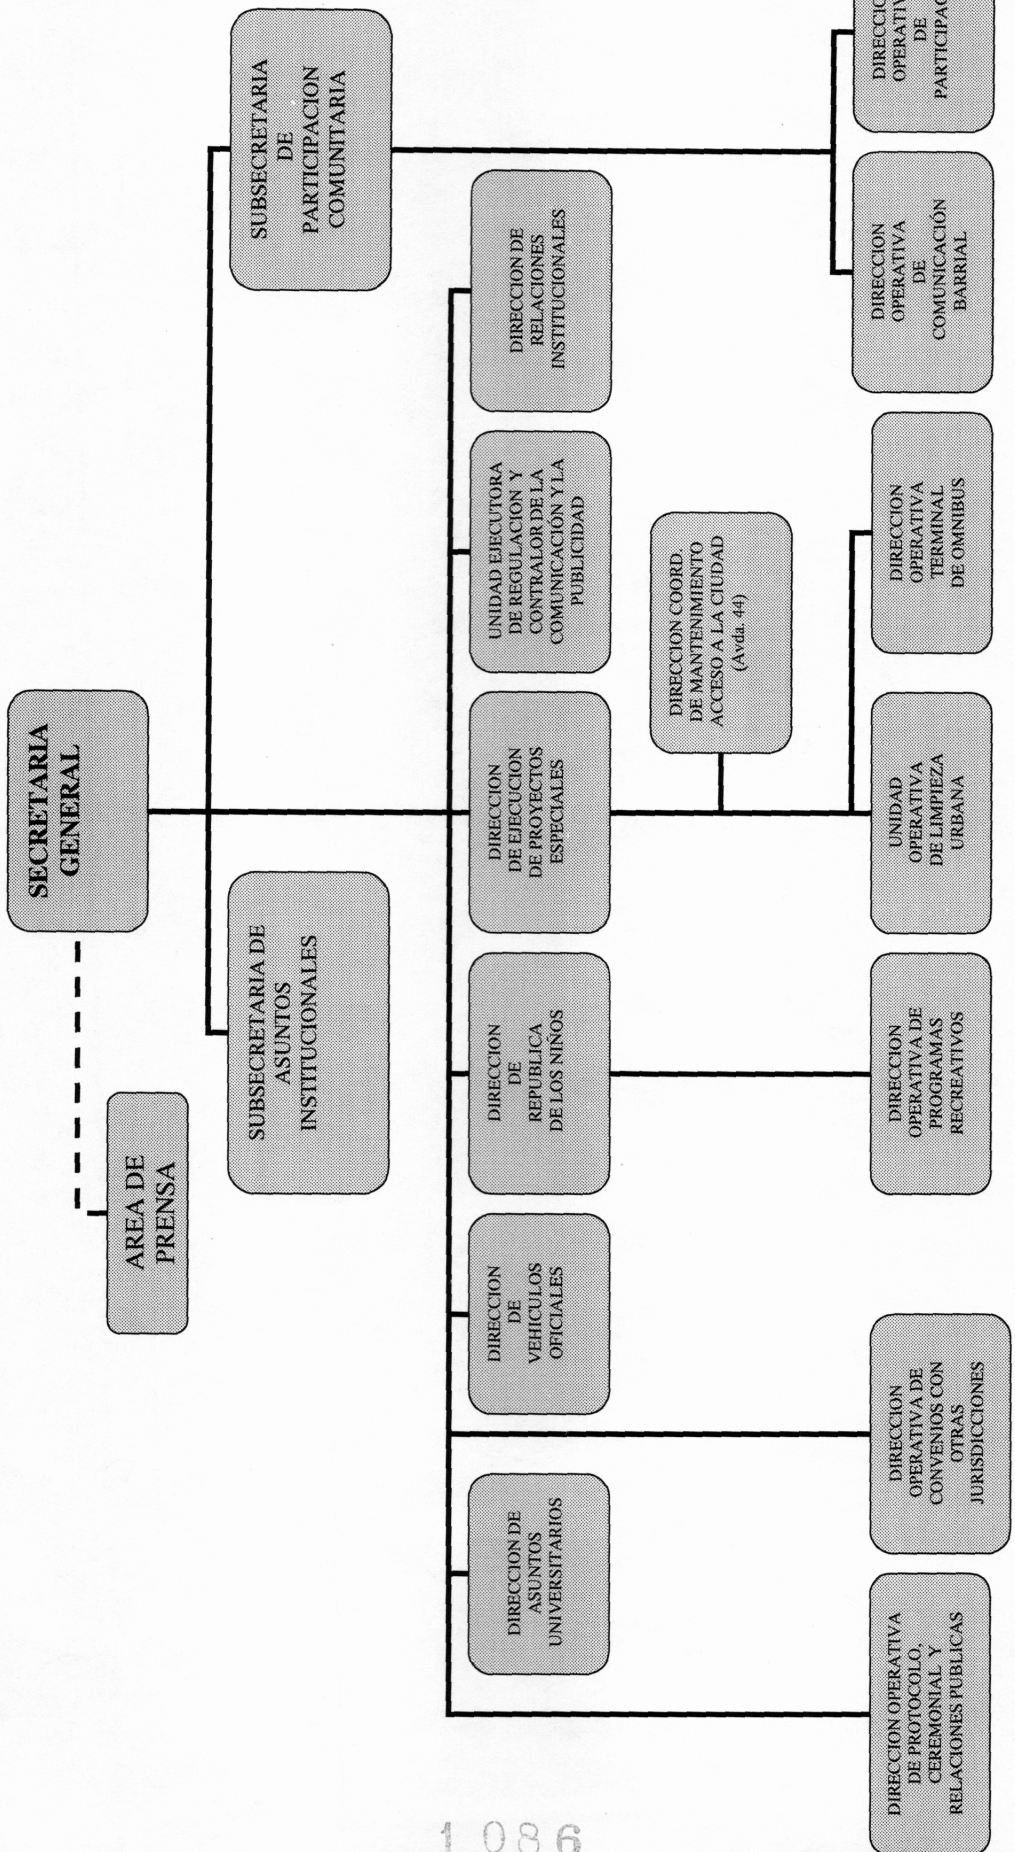 SECRETARIA
GENERAL
AREA DE
PRENSA
SUBSECRETARIA DE
ASUNTOS
INSTITUCIONALES
SUBSECRETARIA
DE
PARTICIPACION
COMUNITARIA
DIRECCION DE
ASUNTOS
UNIVERSITARIOS
DIRECCION
DE
VEHICULOS
OFICIALES
DIRECCION
DE
REPUBLICA
DE LOS NIÑOS
DIRECCION
DE EJECUCION
DE PROYECTOS
ESPECIALES
UNIDAD EJECUTORA
DE REGULACION Y
CONTRALOR DE LA
COMUNICACIÓN Y LA
PUBLICIDAD
DIRECCION DE
RELACIONES
INSTITUCIONALES
DIRECCION COORD.
DE MANTENIMIENTO
ACCESO A LA CIUDAD
(Avda. 44)
DIRECCION OPERATIVA
DE PROTOCOLO,
CEREMONIAL Y
RELACIONES PUBLICAS
DIRECCION
OPERATIVA DE
CONVENIOS CON
OTRAS
JURISDICCIONES
DIRECCION
OPERATIVA DE
PROGRAMAS
RECREATIVOS
UNIDAD
OPERATIVA
DE LIMPIEZA
URBANA
DIRECCION
OPERATIVA
TERMINAL
DE OMNIBUS
DIRECCION
OPERATIVA
DE
COMUNICACIÓN
BARRIAL
DIRECCIO
OPERATIV
DE
PARTICIPAC
1086